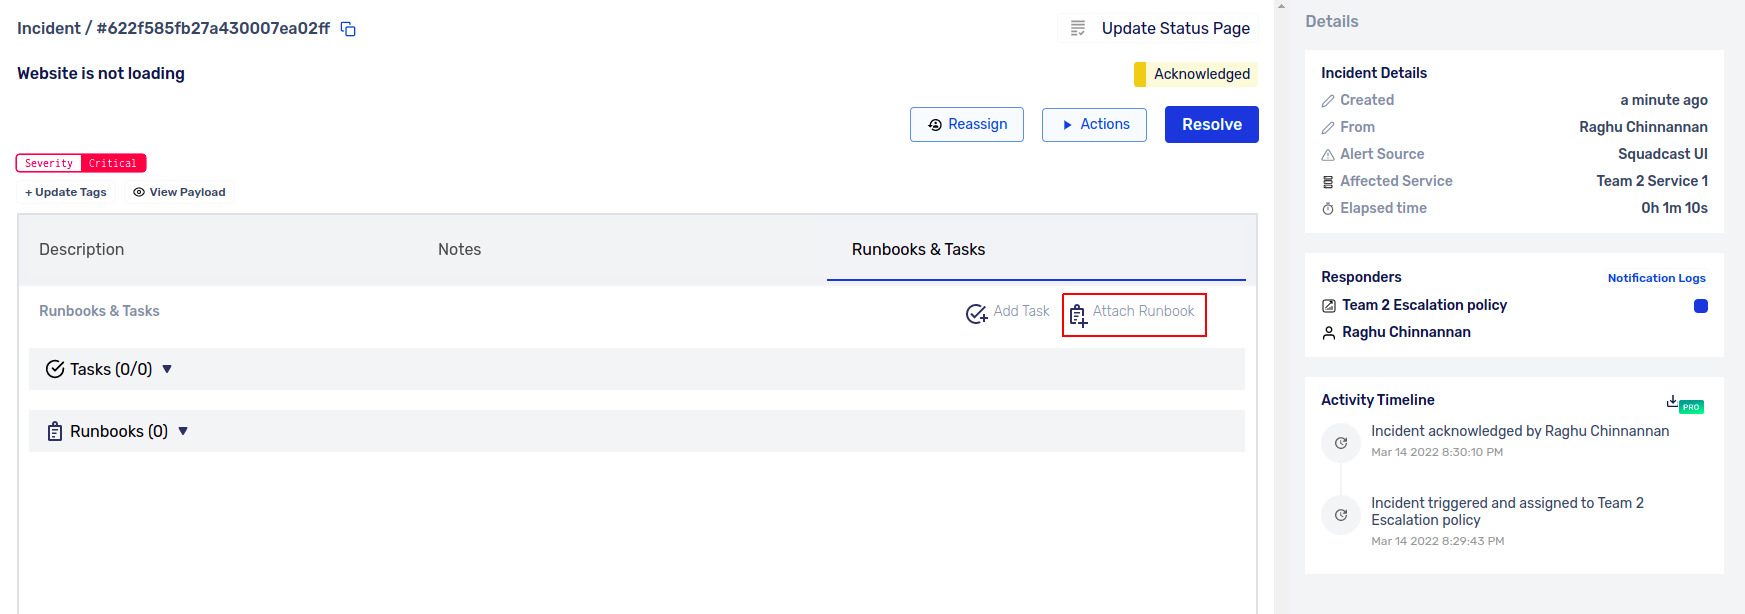 Incident / #622f585fb27a430007ea02ff
Update Status Page
Website is not loading
Acknowledged
Reassign
Actions
Resolve
Severity Critical
+ Update Tags
View Payload
Description
Notes
Runbooks & Tasks
Runbooks & Tasks
Add Task
Attach Runbook
Tasks (0/0)
Runbooks (0)
Details
Incident Details
Created a minute ago
From Raghu Chinnannan
Alert Source Squadcast UI
Affected Service Team 2 Service 1
Elapsed time 0h 1m 10s
Responders Notification Logs
Team 2 Escalation policy
Raghu Chinnannan
Activity Timeline
PRO
Incident acknowledged by Raghu Chinnannan
Mar 14 2022 8:30:10 PM
Incident triggered and assigned to Team 2
Escalation policy
Mar 14 2022 8:29:43 PM